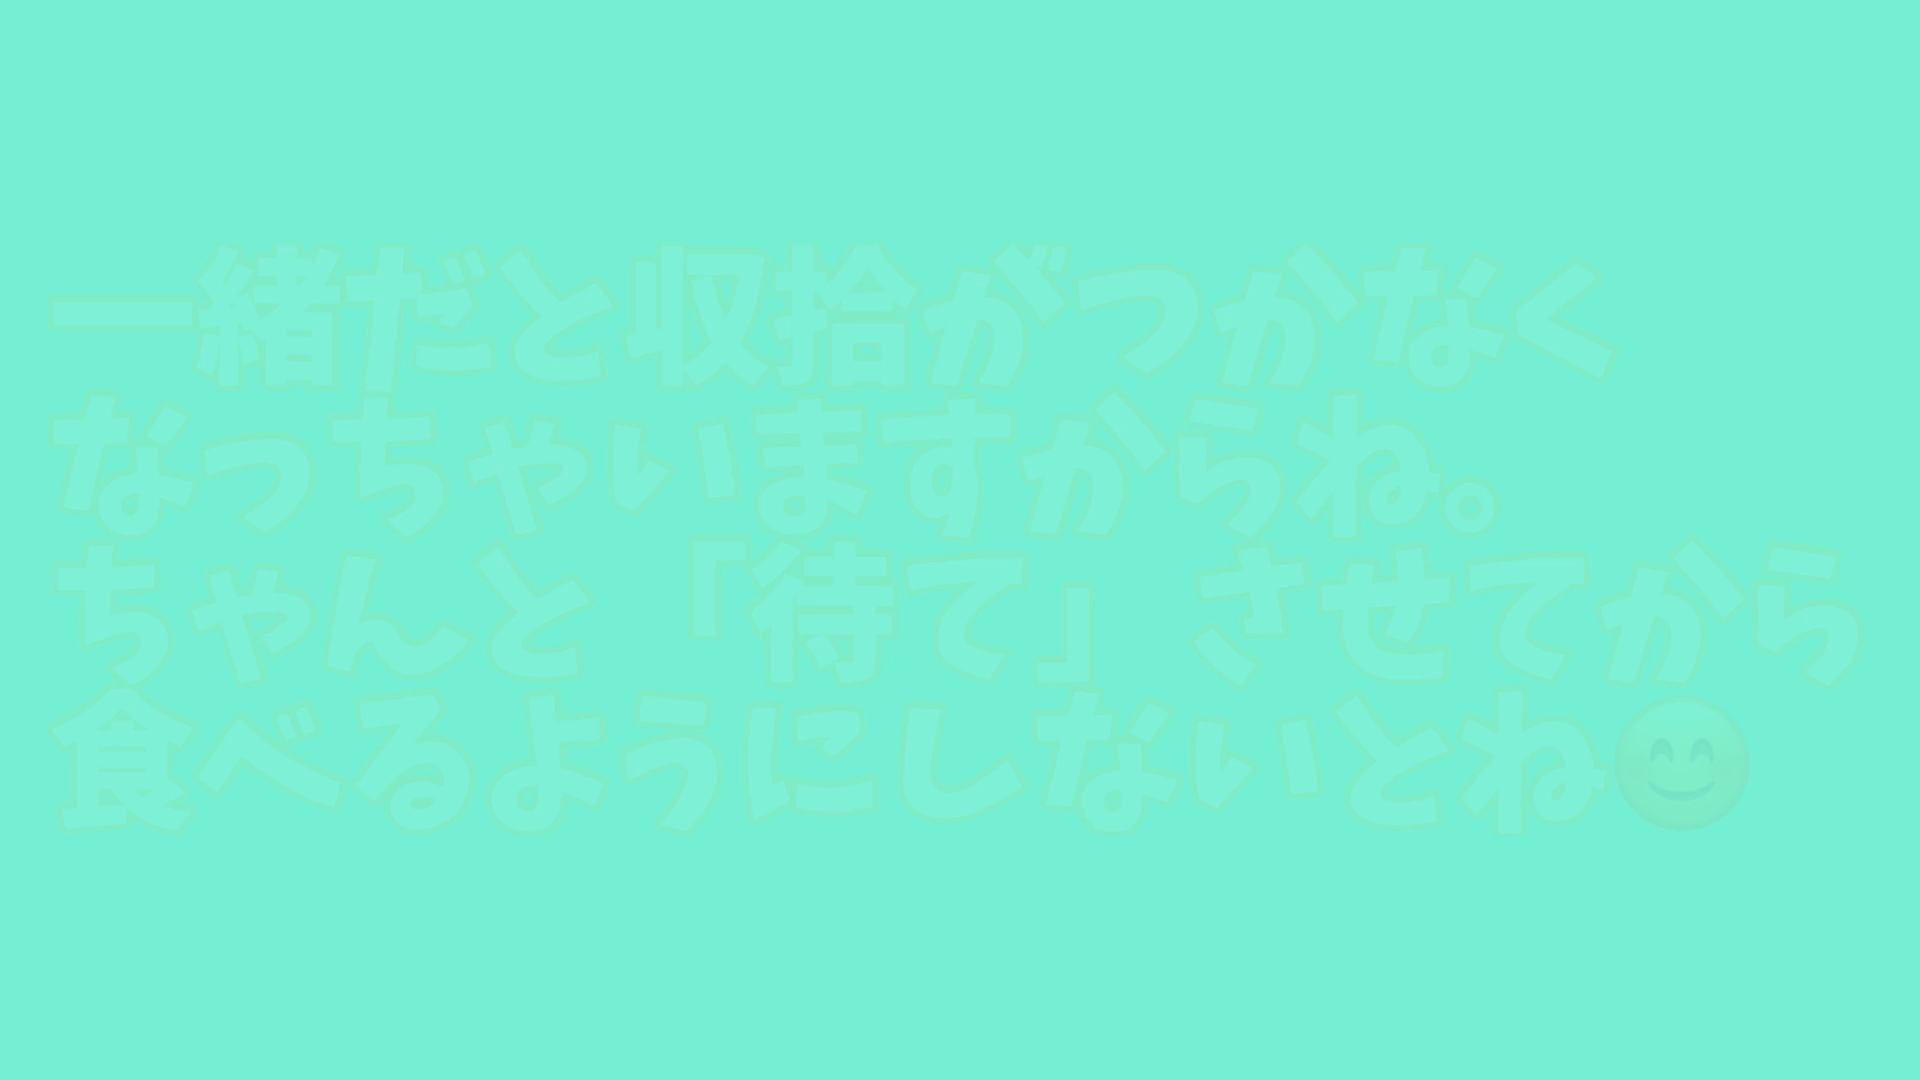 一緒だと収拾がつかなく
なっちゃいますからね。
ちゃんと「待て」させてから
食べるようにしないとね😊